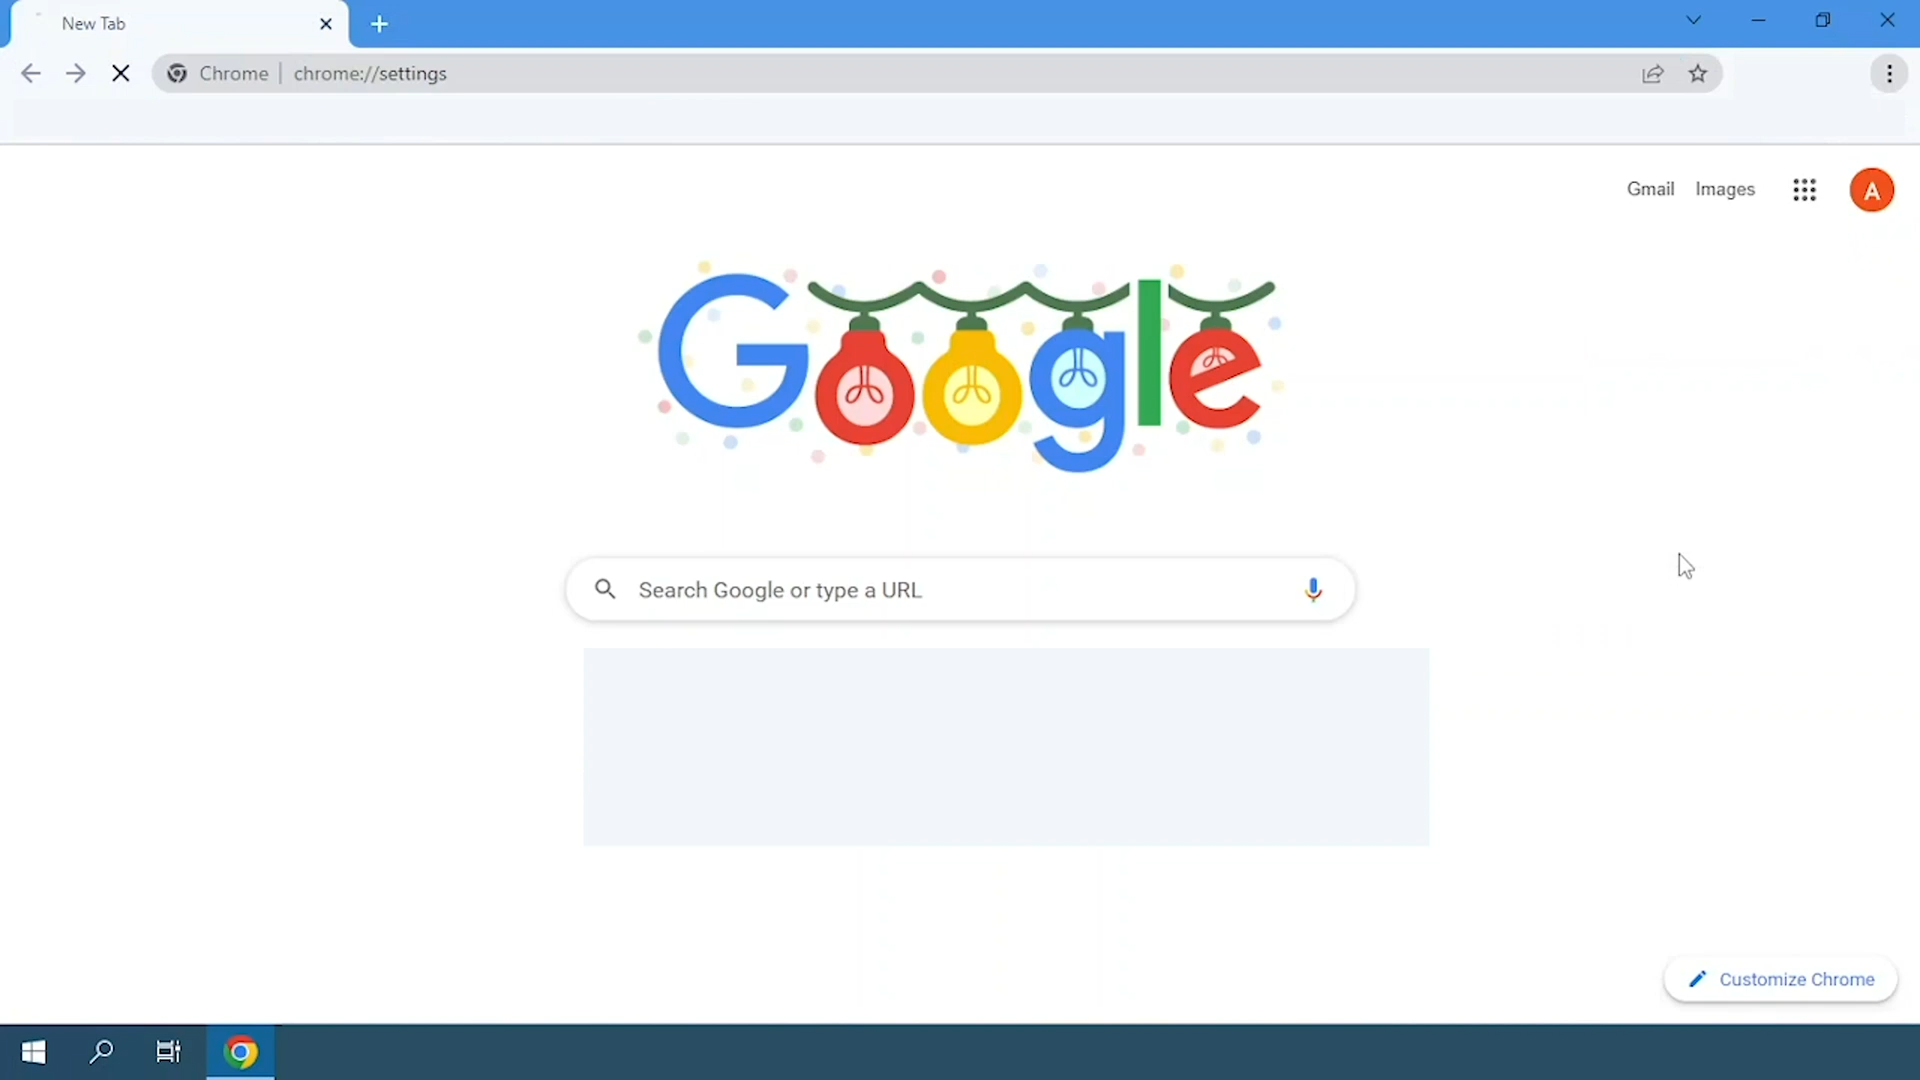 New Tab
Chrome | chrome://settings
Gmail Images A
Google
Search Google or type a URL
Customize Chrome